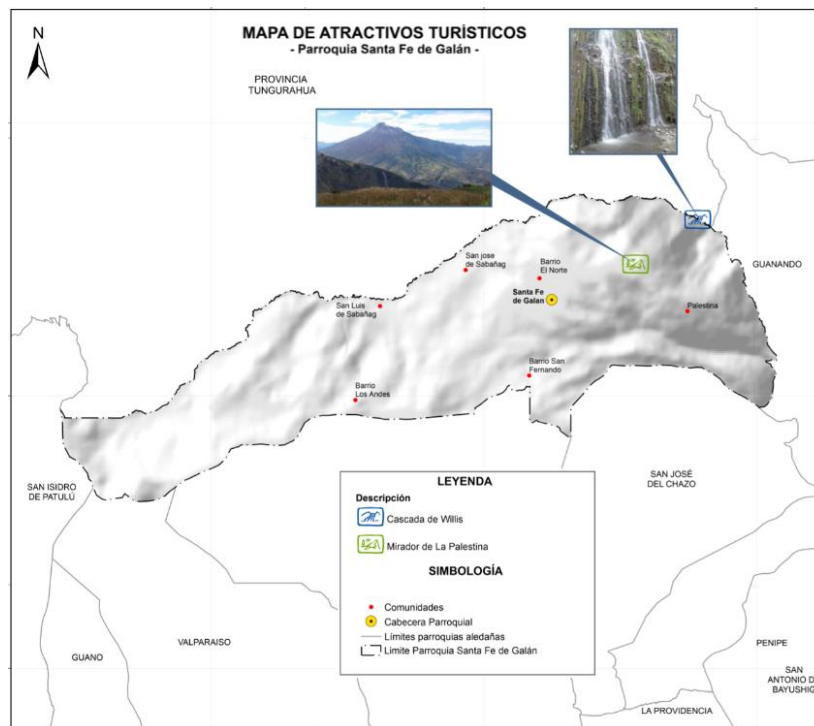 MAPA DE ATRACTIVOS TURÍSTICOS
- Parroquia Santa Fe de Galán -
N
PROVINCIA
TUNGURAHUA
GUANANDO
San jose
de Sabañag
Barrio
El Norte
Santa Fe
de Galan
San Luis
de Sabañag
Palestina
Barrio San
Fernando
Barrio
Los Andes
SAN ISIDRO
DE PATULÚ
SAN JOSÉ
DEL CHAZO
LEYENDA
Descripción
Cascada de Willis
Mirador de La Palestina
SIMBOLOGÍA
Comunidades
Cabecera Parroquial
Límites parroquias aledañas
Limite Parroquia Santa Fe de Galán
VALPARAISO
GUANO
PENIPE
SAN
ANTONIO D
BAYUSHIG
LA PROVIDENCIA